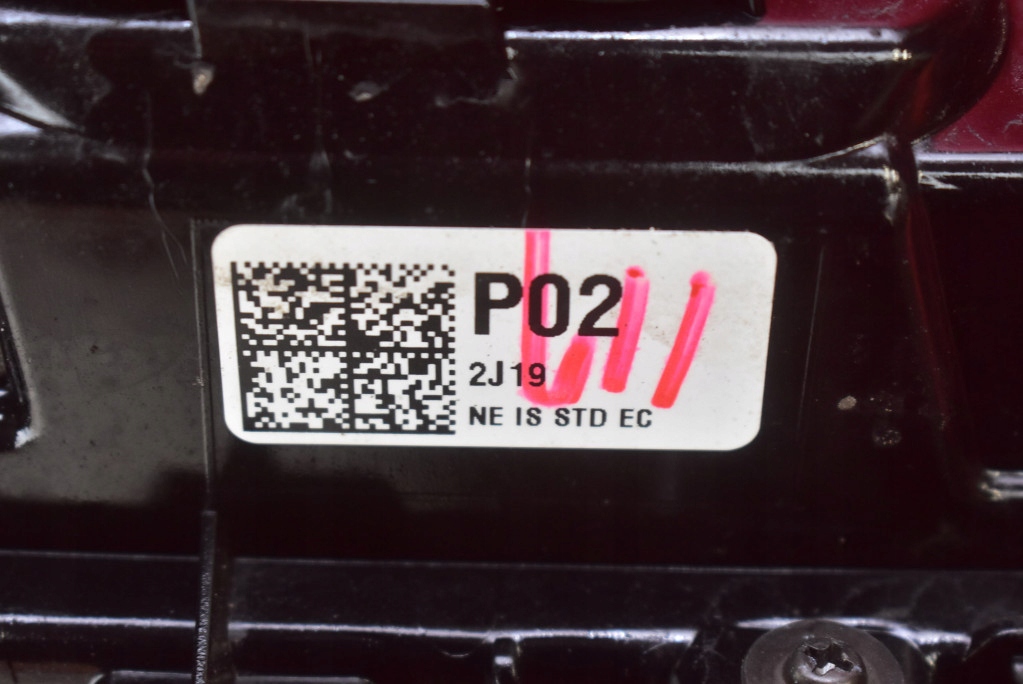 P02
2J19
NE IS STD EC